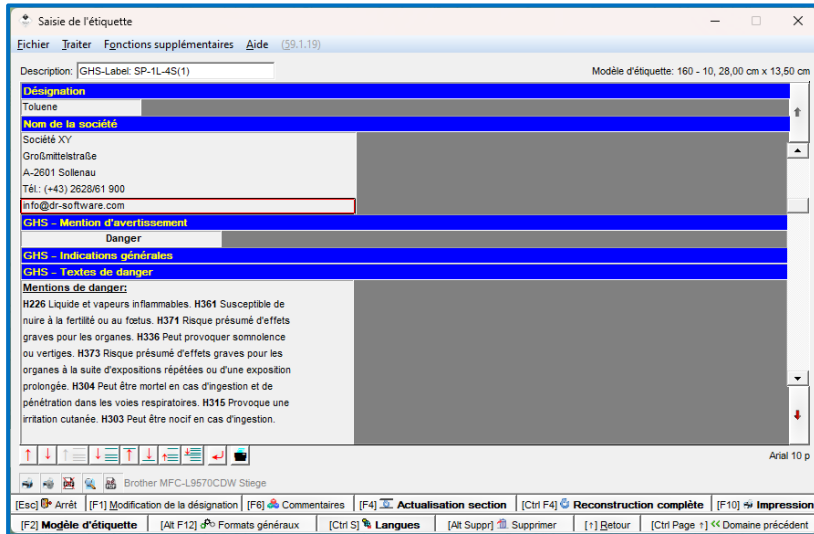 Saisie de l'étiquette
Fichier Traiter Fonctions supplémentaires Aide (59.1.19)
Description: GHS-Label: SP-1L-4S(1) Modèle d'étiquette: 160 - 10, 28,00 cm x 13,50 cm
Désignation
Toluene
Nom de la société
Société XY
Großmittelstraße
A-2601 Sollenau
Tél.: (+43) 2628/61 900
info@dr-software.com
GHS – Mention d'avertissement
Danger
GHS – Indications générales
GHS – Textes de danger
Mentions de danger:
H226 Liquide et vapeurs inflammables. H361 Susceptible de
nuire à la fertilité ou au fœtus. H371 Risque présumé d'effets
graves pour les organes. H336 Peut provoquer somnolence
ou vertiges. H373 Risque présumé d'effets graves pour les
organes à la suite d'expositions répétées ou d'une exposition
prolongée. H304 Peut être mortel en cas d'ingestion et de
pénétration dans les voies respiratoires. H315 Provoque une
irritation cutanée. H303 Peut être nocif en cas d'ingestion.
Arial 10 p
Brother MFC-L9570CDW Stiege
[Esc] Arrêt [F1] Modification de la désignation [F6] Commentaires [F4] Actualisation section [Ctrl F4] Reconstruction complète [F10] Impression
[F2] Modèle d'étiquette [Alt F12] Formats généraux [Ctrl S] Langues [Alt Suppr] Supprimer [↑] Retour [Ctrl Page ↑] Domaine précédent